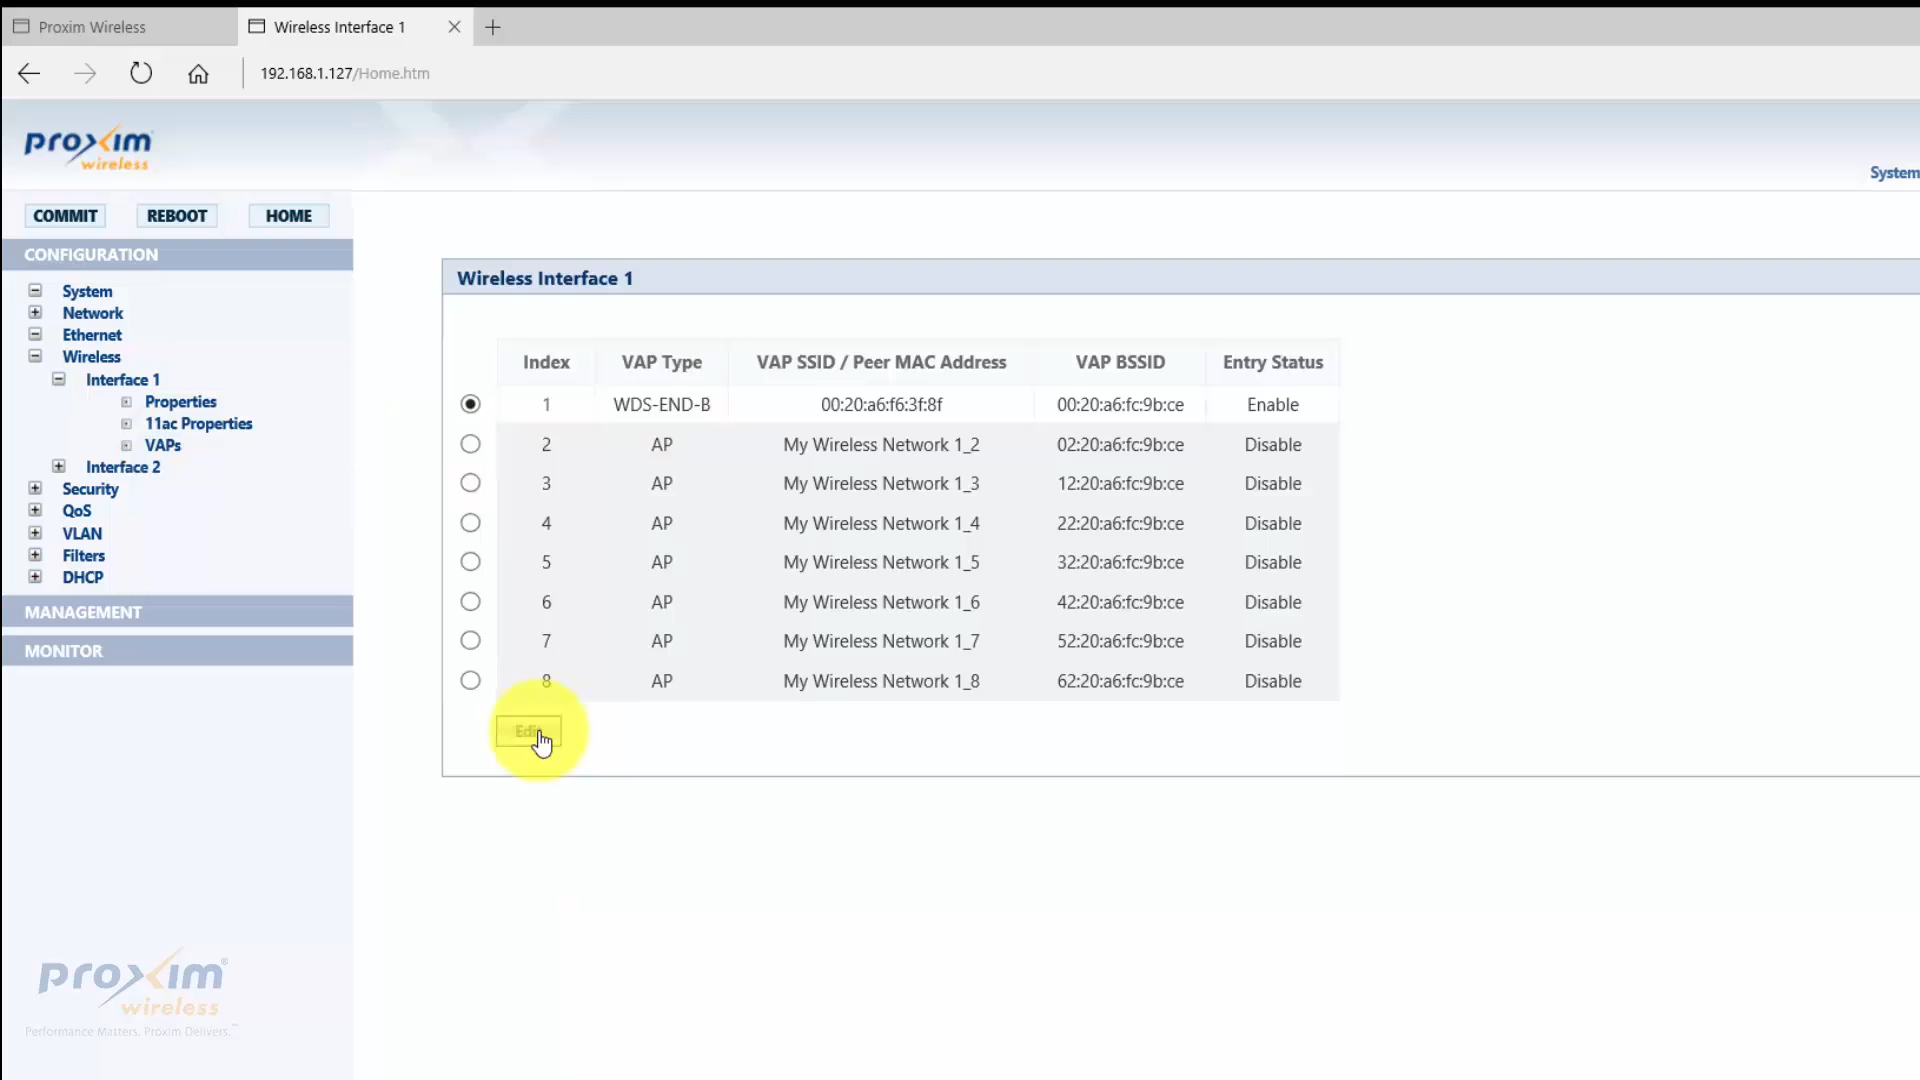 Proxim Wireless
Wireless Interface 1
192.168.1.127/Home.htm
proxim
wireless
System
COMMIT REBOOT HOME
CONFIGURATION
System
Network
Ethernet
Wireless
Interface 1
Properties
11ac Properties
VAPs
Interface 2
Security
QoS
VLAN
Filters
DHCP
MANAGEMENT
MONITOR
Wireless Interface 1
Index VAP Type VAP SSID / Peer MAC Address VAP BSSID Entry Status
1 WDS-END-B 00:20:a6:f6:3f:8f 00:20:a6:fc:9b:ce Enable
2 AP My Wireless Network 1_2 02:20:a6:fc:9b:ce Disable
3 AP My Wireless Network 1_3 12:20:a6:fc:9b:ce Disable
4 AP My Wireless Network 1_4 22:20:a6:fc:9b:ce Disable
5 AP My Wireless Network 1_5 32:20:a6:fc:9b:ce Disable
6 AP My Wireless Network 1_6 42:20:a6:fc:9b:ce Disable
7 AP My Wireless Network 1_7 52:20:a6:fc:9b:ce Disable
8 AP My Wireless Network 1_8 62:20:a6:fc:9b:ce Disable
Edit
proxim®
wireless
Performance Matters. Proxim Delivers.™